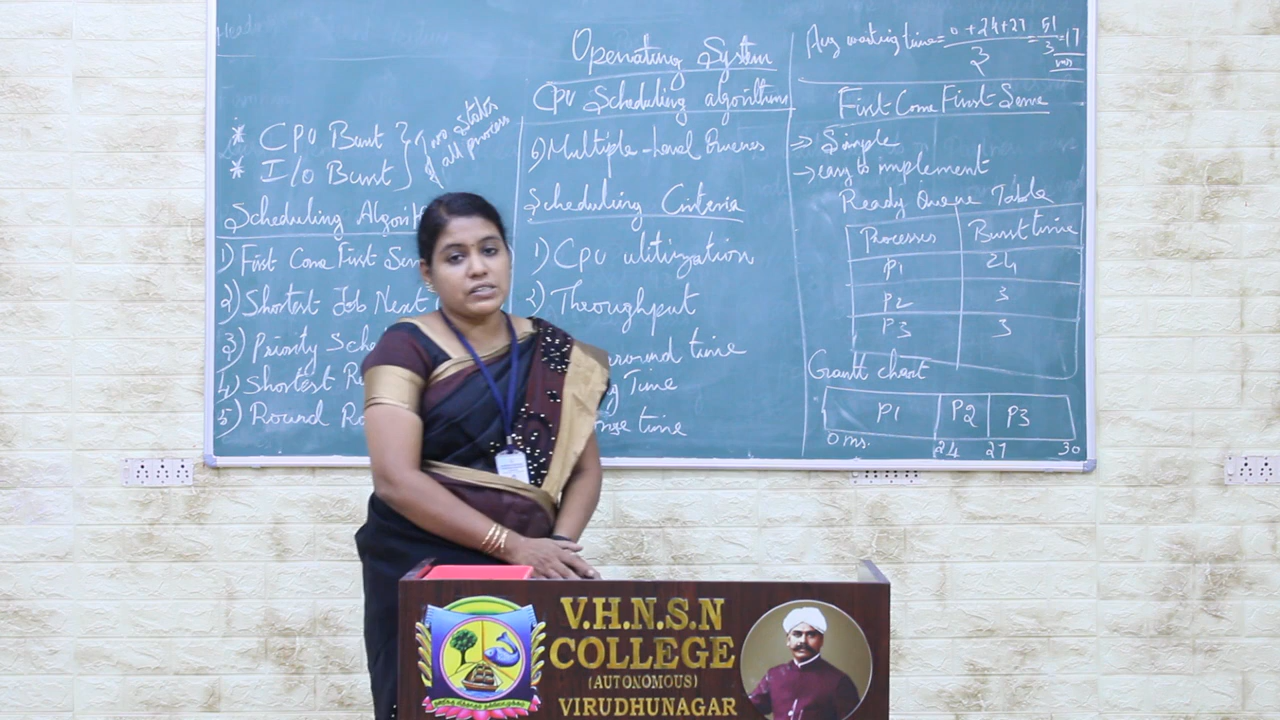 * CPU Burst
* I/O Burst
two states
of all process
Scheduling Algorit
1) First Come First Ser
2) Shortest Job Next
3) Priority Sche
4) Shortest Re
5) Round Ro
Operating System
CPU Scheduling algorithms
6) Multiple-Level Queues
Scheduling Criteria
1) CPU utilization
2) Throughput
around time
g Time
onse time
Avg waiting time = 0+24+27 / 3 = 51 / 3 = 17 ms
First Come First Serve
⇒ Simple
→ easy to implement
Ready Queue Table
Processes Burst time
P1 24
P2 3
P3 3
Gantt chart
P1 P2 P3
0 ms. 24 27 30
V.H.N.S.N
COLLEGE
(AUTONOMOUS)
VIRUDHUNAGAR